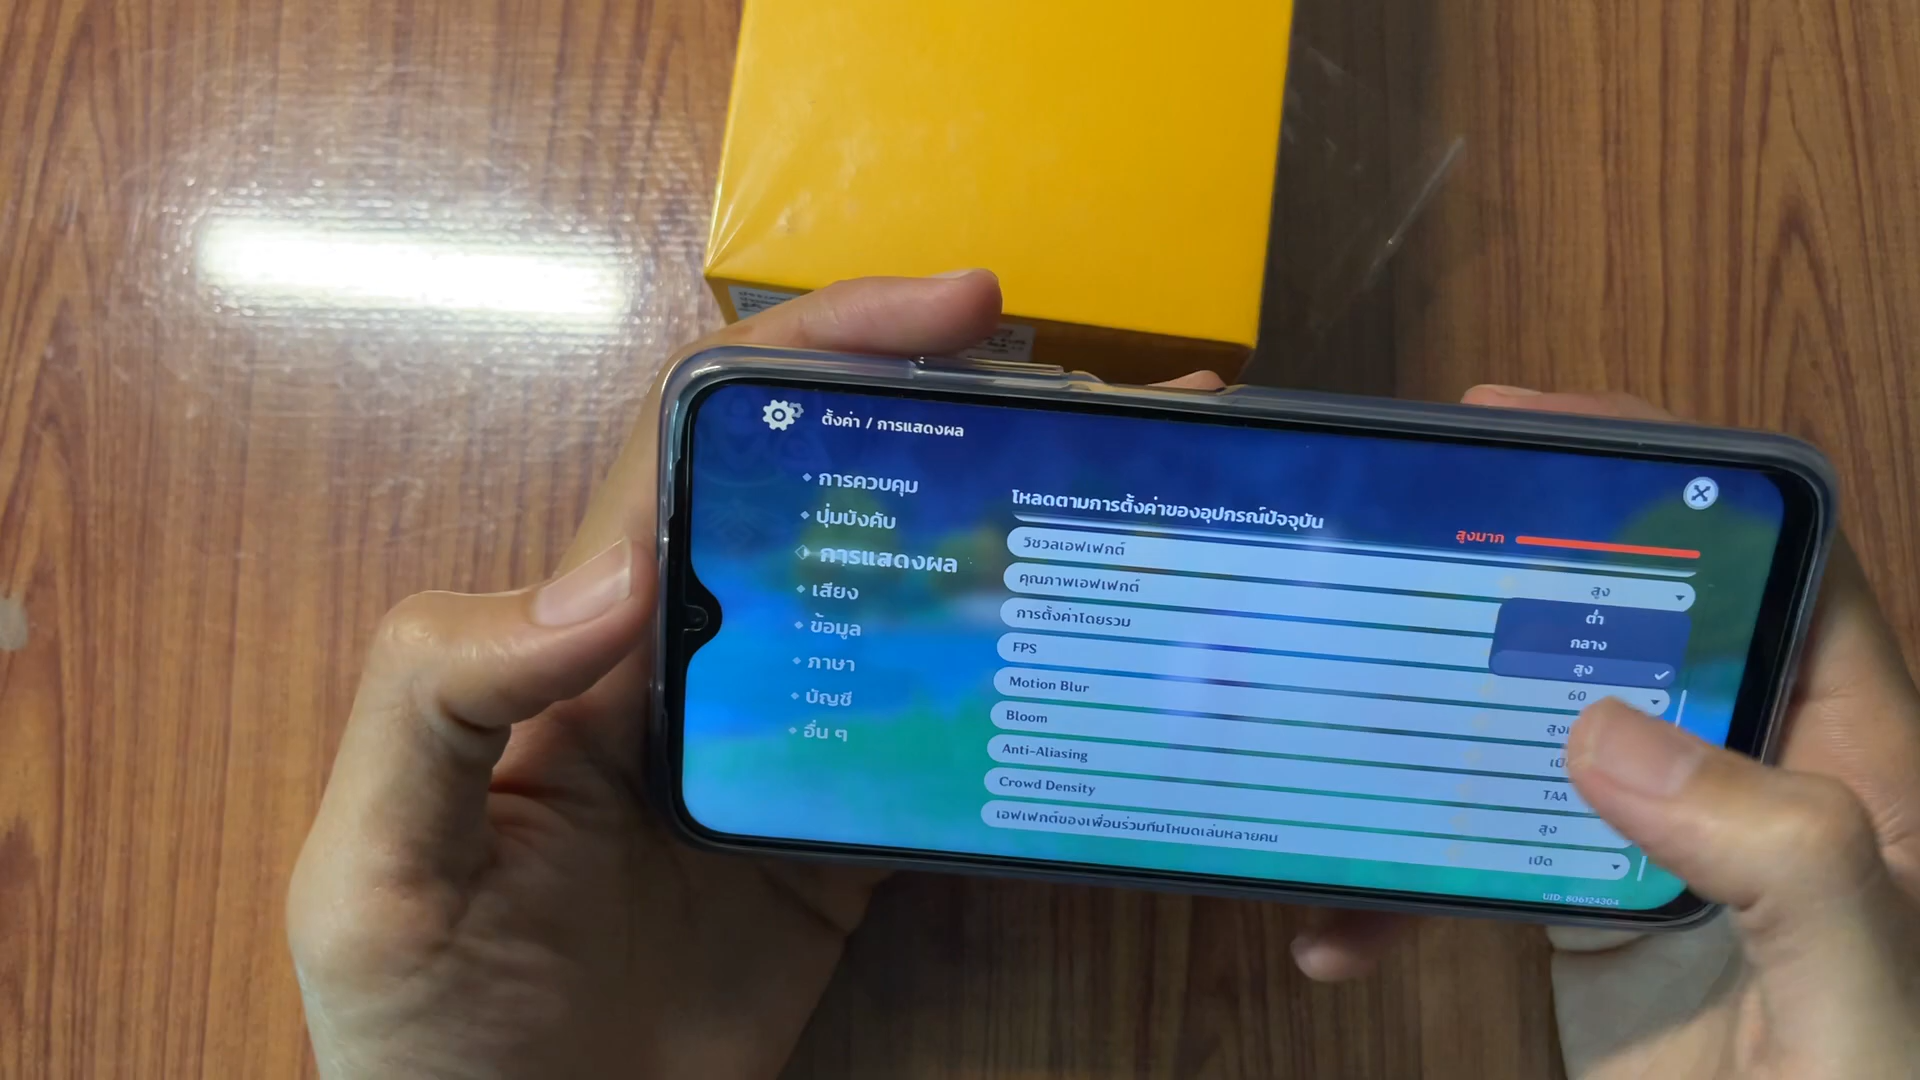 ตั้งค่า / การแสดงผล
การควบคุม
ปุ่มบังคับ
การแสดงผล
เสียง
ข้อมูล
ภาษา
บัญชี
อื่น ๆ
โหลดตามการตั้งค่าของอุปกรณ์ปัจจุบัน
สูงมาก
วิชวลเอฟเฟกต์
สูง
คุณภาพเอฟเฟกต์
ต่ำ
กลาง
สูง
การตั้งค่าโดยรวม
FPS
60
Motion Blur
Bloom
Anti-Aliasing
TAA
Crowd Density
สูง
เอฟเฟกต์ของเพื่อนร่วมทีมโหมดเล่นหลายคน
เปิด
UID: 806124304